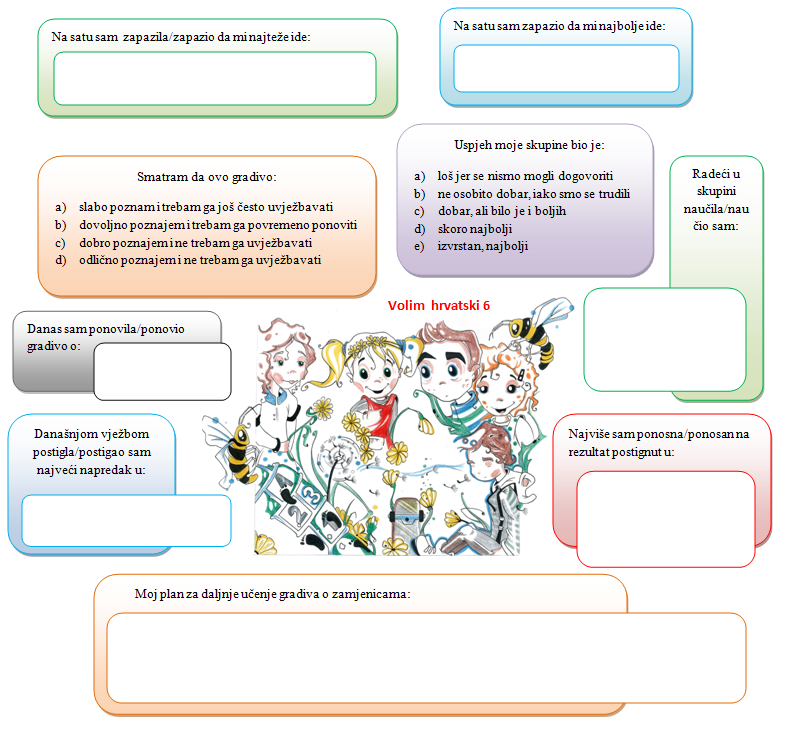 Na satu sam zapazila/zapazio da mi najteže ide:
Na satu sam zapazio da mi najbolje ide:
Smatram da ovo gradivo:
a) slabo poznam i trebam ga još često uvježbavati
b) dovoljno poznajem i trebam ga povremeno ponoviti
c) dobro poznajem i ne trebam ga uvježbavati
d) odlično poznajem i ne trebam ga uvježbavati
Uspjeh moje skupine bio je:
a) loš jer se nismo mogli dogovoriti
b) ne osobito dobar, iako smo se trudili
c) dobar, ali bilo je i boljih
d) skoro najbolji
e) izvrstan, najbolji
Radeći u
skupini
naučila/nau
čio sam:
Danas sam ponovila/ponovio
gradivo o:
Volim hrvatski 6
Današnjom vježbom
postigla/postigao sam
najveći napredak u:
Najviše sam ponosna/ponosan na
rezultat postignut u:
Moj plan za daljnje učenje gradiva o zamjenicama: